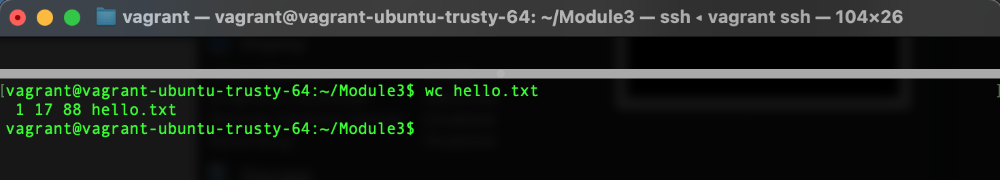 vagrant — vagrant@vagrant-ubuntu-trusty-64: ~/Module3 — ssh ◂ vagrant ssh — 104×26
[vagrant@vagrant-ubuntu-trusty-64:~/Module3$ wc hello.txt ]
1 17 88 hello.txt
vagrant@vagrant-ubuntu-trusty-64:~/Module3$